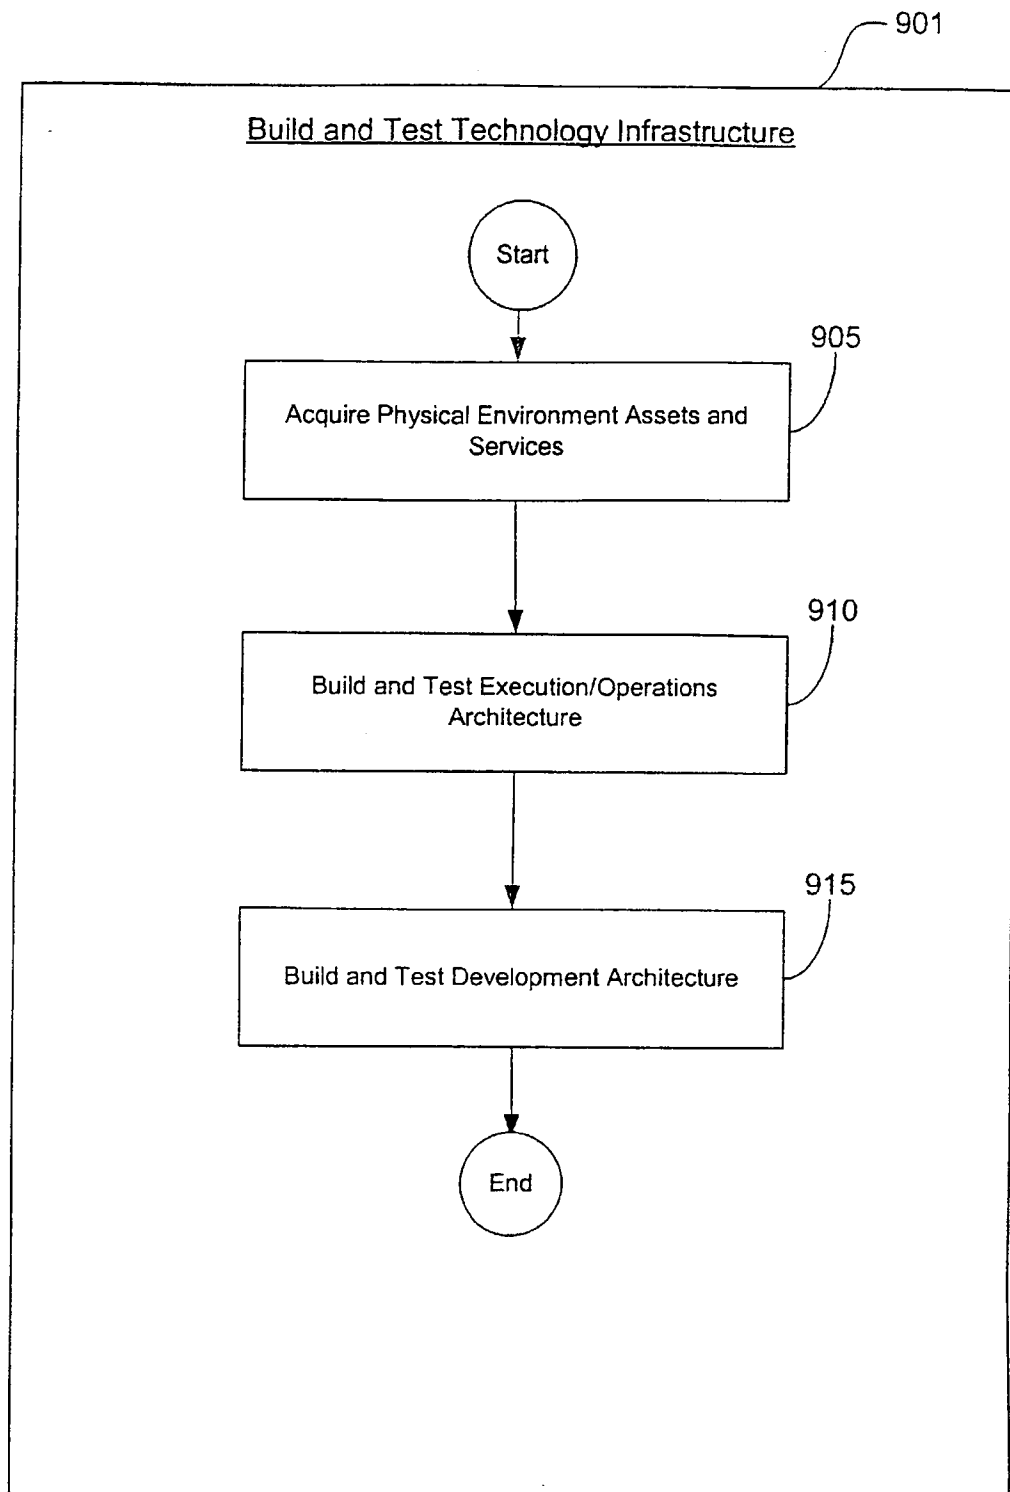 901
Build and Test Technology Infrastructure
Start
905
Acquire Physical Environment Assets and
Services
910
Build and Test Execution/Operations
Architecture
915
Build and Test Development Architecture
End